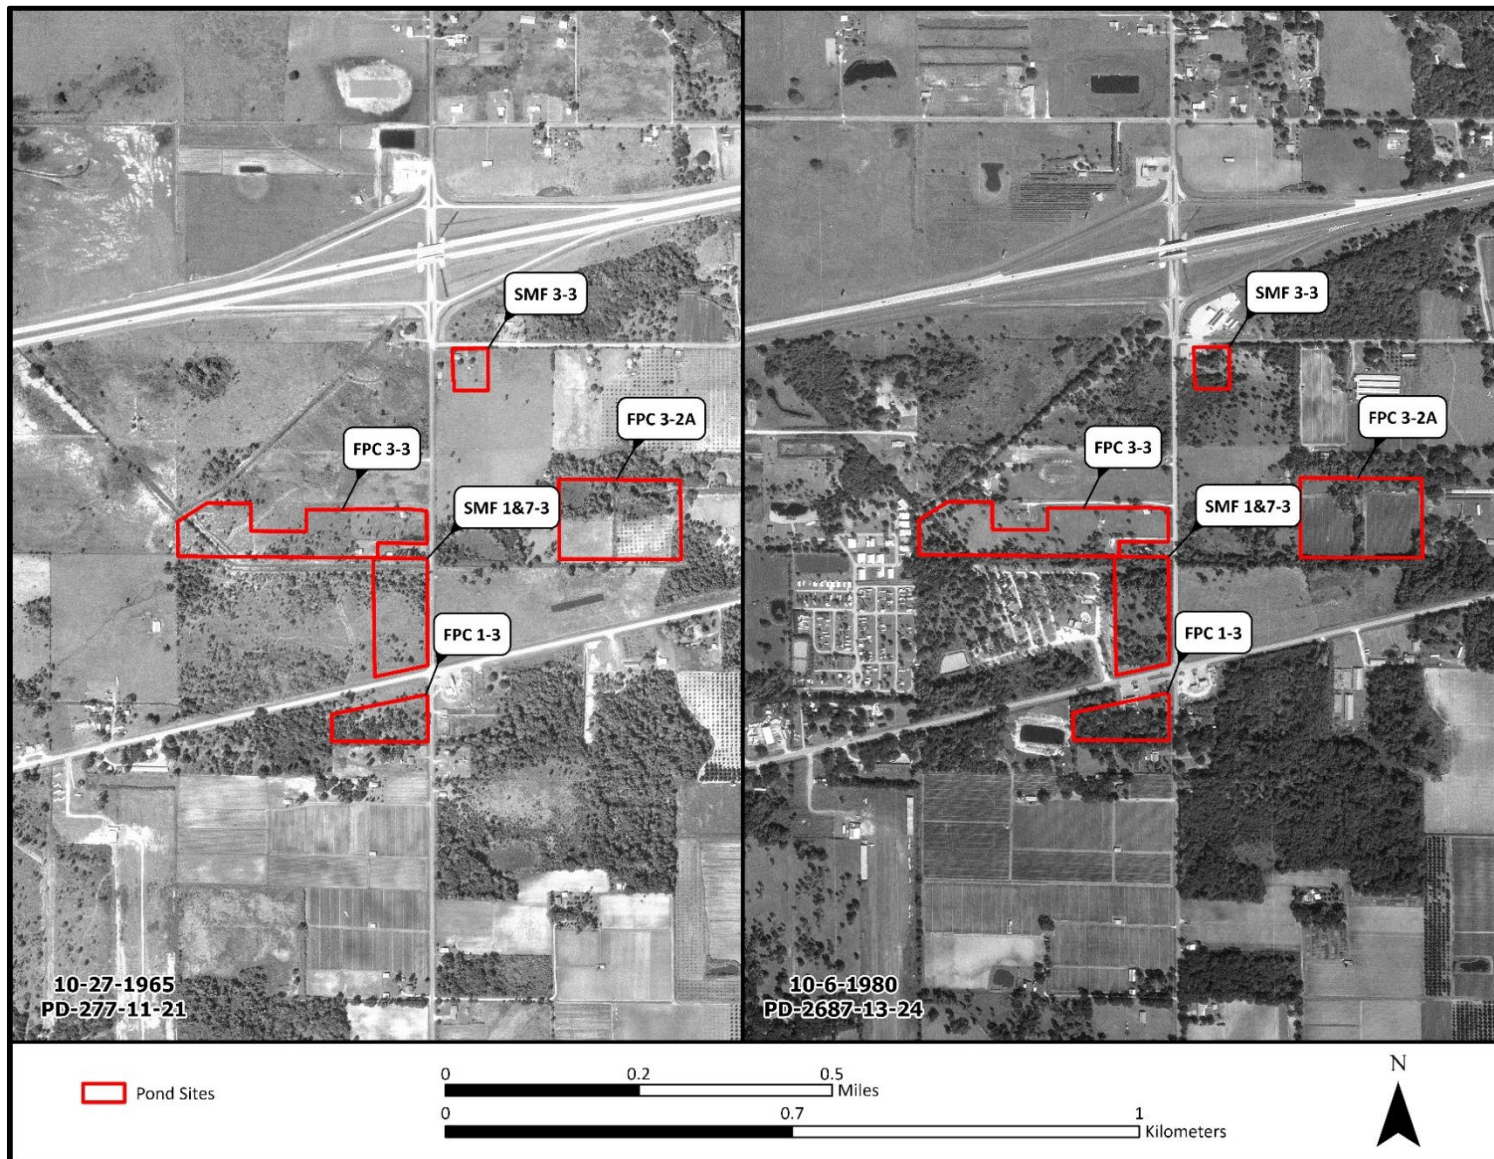 SMF 3-3
FPC 3-2A
FPC 3-3
SMF 1&7-3
FPC 1-3
10-27-1965
PD-277-11-21
SMF 3-3
FPC 3-2A
FPC 3-3
SMF 1&7-3
FPC 1-3
10-6-1980
PD-2687-13-24
Pond Sites
0 0.2 0.5
Miles
0 0.7 1
Kilometers
N